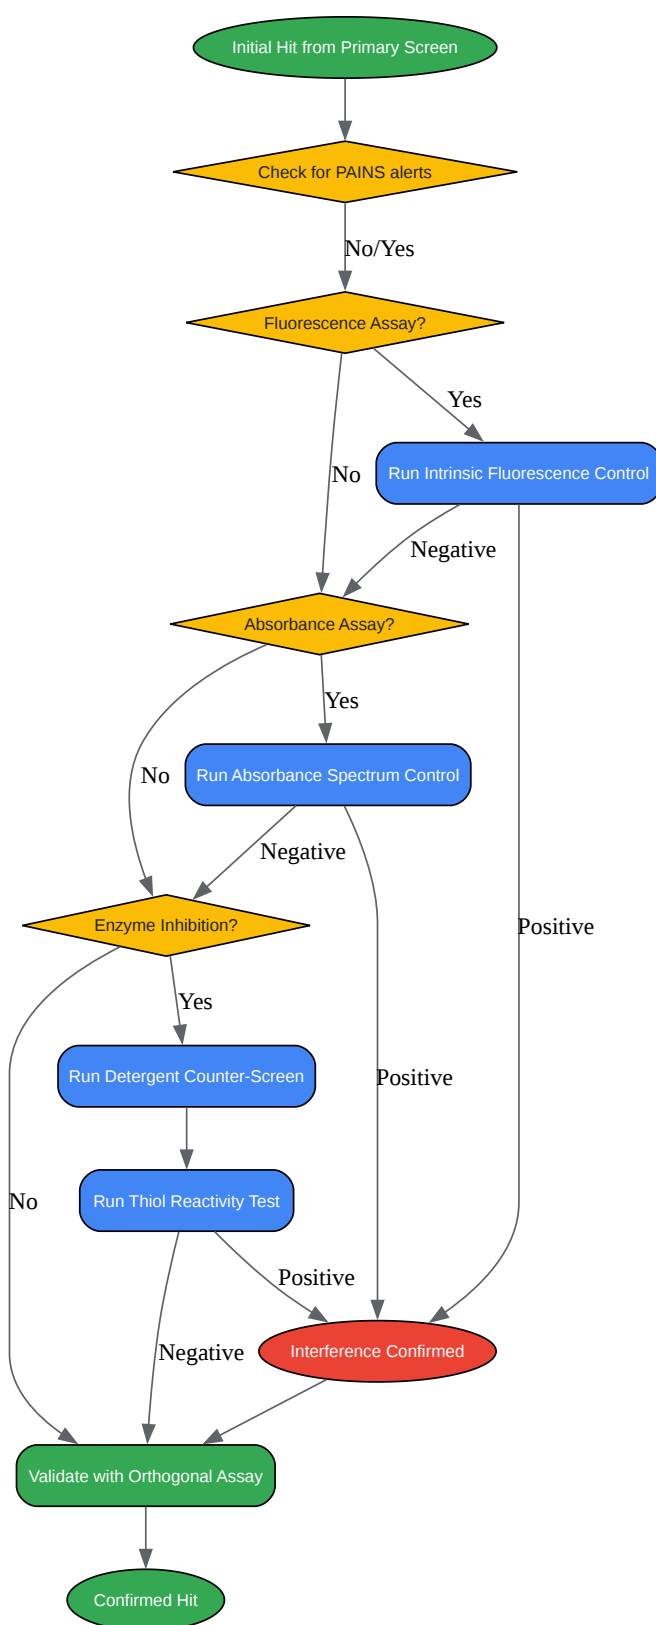 Initial Hit from Primary Screen
Check for PAINS alerts
No/Yes
Fluorescence Assay?
Yes
Run Intrinsic Fluorescence Control
No
Negative
Absorbance Assay?
Yes
Run Absorbance Spectrum Control
No
Negative
Enzyme Inhibition?
Positive
Yes
Run Detergent Counter-Screen
Positive
Run Thiol Reactivity Test
No
Positive
Negative
Interference Confirmed
Validate with Orthogonal Assay
Confirmed Hit